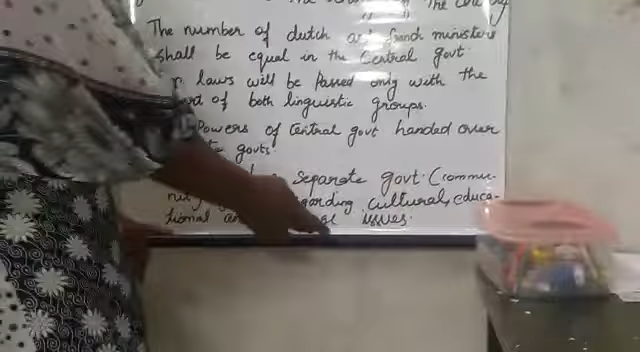 The
The number of dutch and french ministers
shall be equal in the Central govt.
laws will be passed only with the
of both linguistic groups.
Powers of Central govt handed over
govts.
separate govt. (Commu-
nity regarding cultural, educa-
tional and issues.